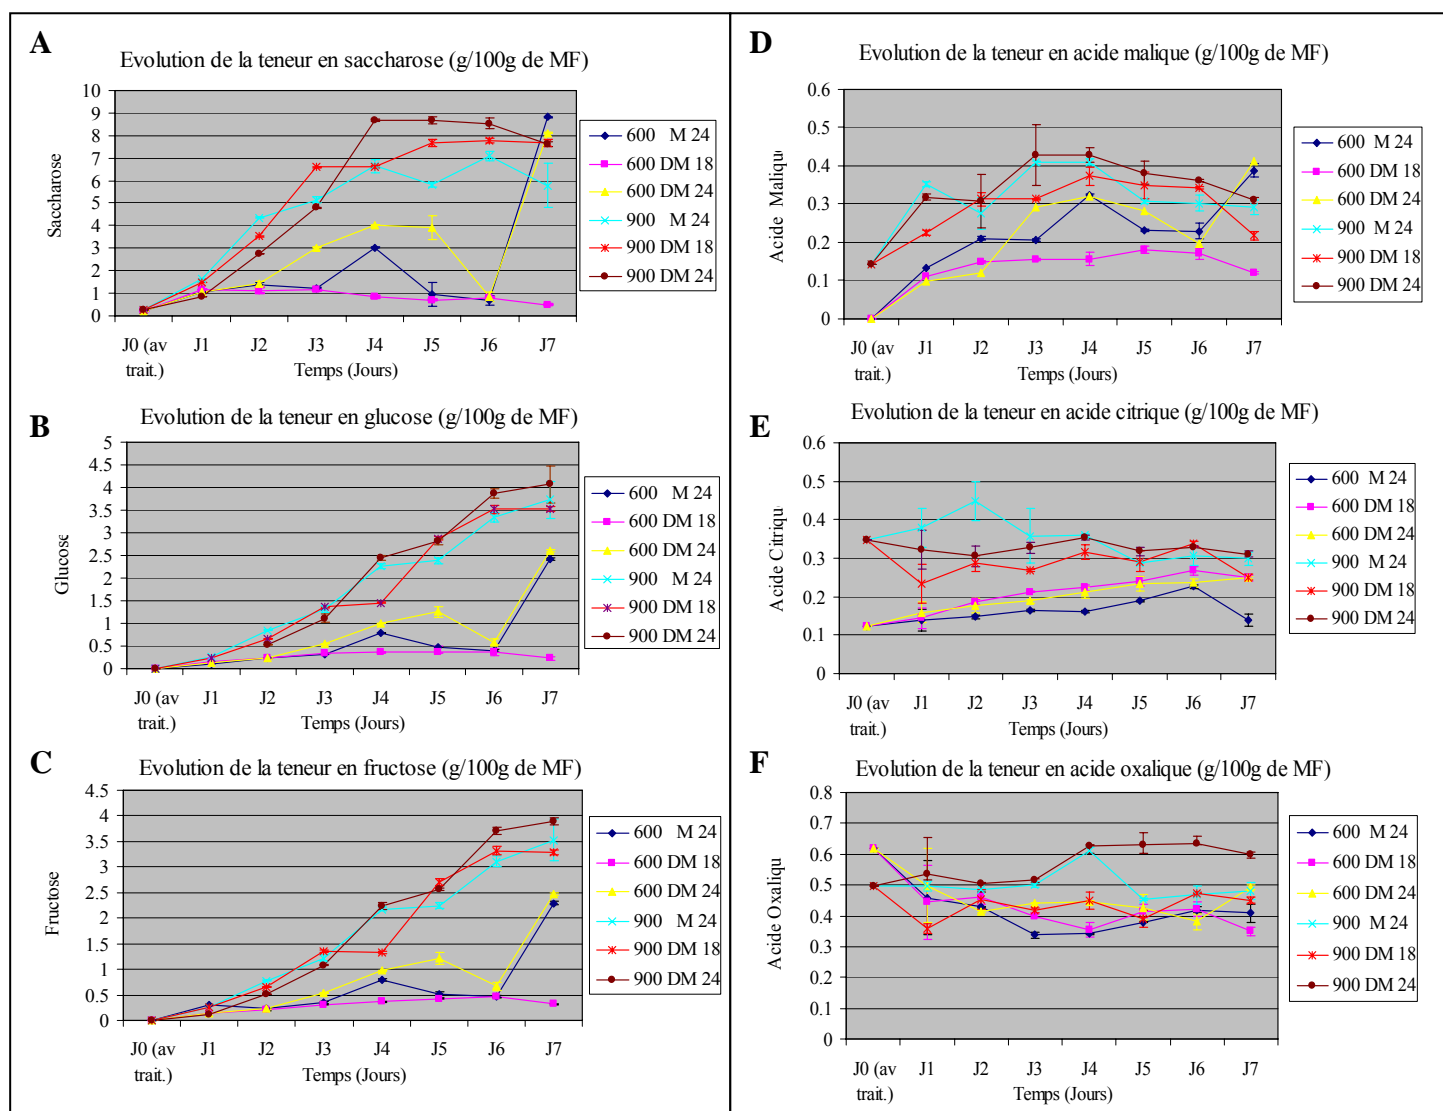 A
Evolution de la teneur en saccharose (g/100g de MF)
Saccharose
10
9
8
7
6
5
4
3
2
1
0
J0 (av trait.) J1 J2 J3 J4 J5 J6 J7
Temps (Jours)
600 M 24
600 DM 18
600 DM 24
900 M 24
900 DM 18
900 DM 24
B
Evolution de la teneur en glucose (g/100g de MF)
Glucose
5
4.5
4
3.5
3
2.5
2
1.5
1
0.5
0
J0 (av trait.) J1 J2 J3 J4 J5 J6 J7
Temps (Jours)
600 M 24
600 DM 18
600 DM 24
900 M 24
900 DM 18
900 DM 24
C
Evolution de la teneur en fructose (g/100g de MF)
Fructose
4.5
4
3.5
3
2.5
2
1.5
1
0.5
0
J0 (av trait.) J1 J2 J3 J4 J5 J6 J7
Temps (Jours)
600 M 24
600 DM 18
600 DM 24
900 M 24
900 DM 18
900 DM 24
D
Evolution de la teneur en acide malique (g/100g de MF)
Acide Malique
0.6
0.5
0.4
0.3
0.2
0.1
0
J0 (av trait.) J1 J2 J3 J4 J5 J6 J7
Temps (Jours)
600 M 24
600 DM 18
600 DM 24
900 M 24
900 DM 18
900 DM 24
E
Evolution de la teneur en acide citrique (g/100g de MF)
Acide Citriqu
0.6
0.5
0.4
0.3
0.2
0.1
0
J0 (av trait.) J1 J2 J3 J4 J5 J6 J7
Temps (Jours)
600 M 24
600 DM 18
600 DM 24
900 M 24
900 DM 18
900 DM 24
F
Evolution de la teneur en acide oxalique (g/100g de MF)
Acide Oxaliqu
0.8
0.7
0.6
0.5
0.4
0.3
0.2
0.1
0
J0 (av trait.) J1 J2 J3 J4 J5 J6 J7
Temps (Jours)
600 M 24
600 DM 18
600 DM 24
900 M 24
900 DM 18
900 DM 24